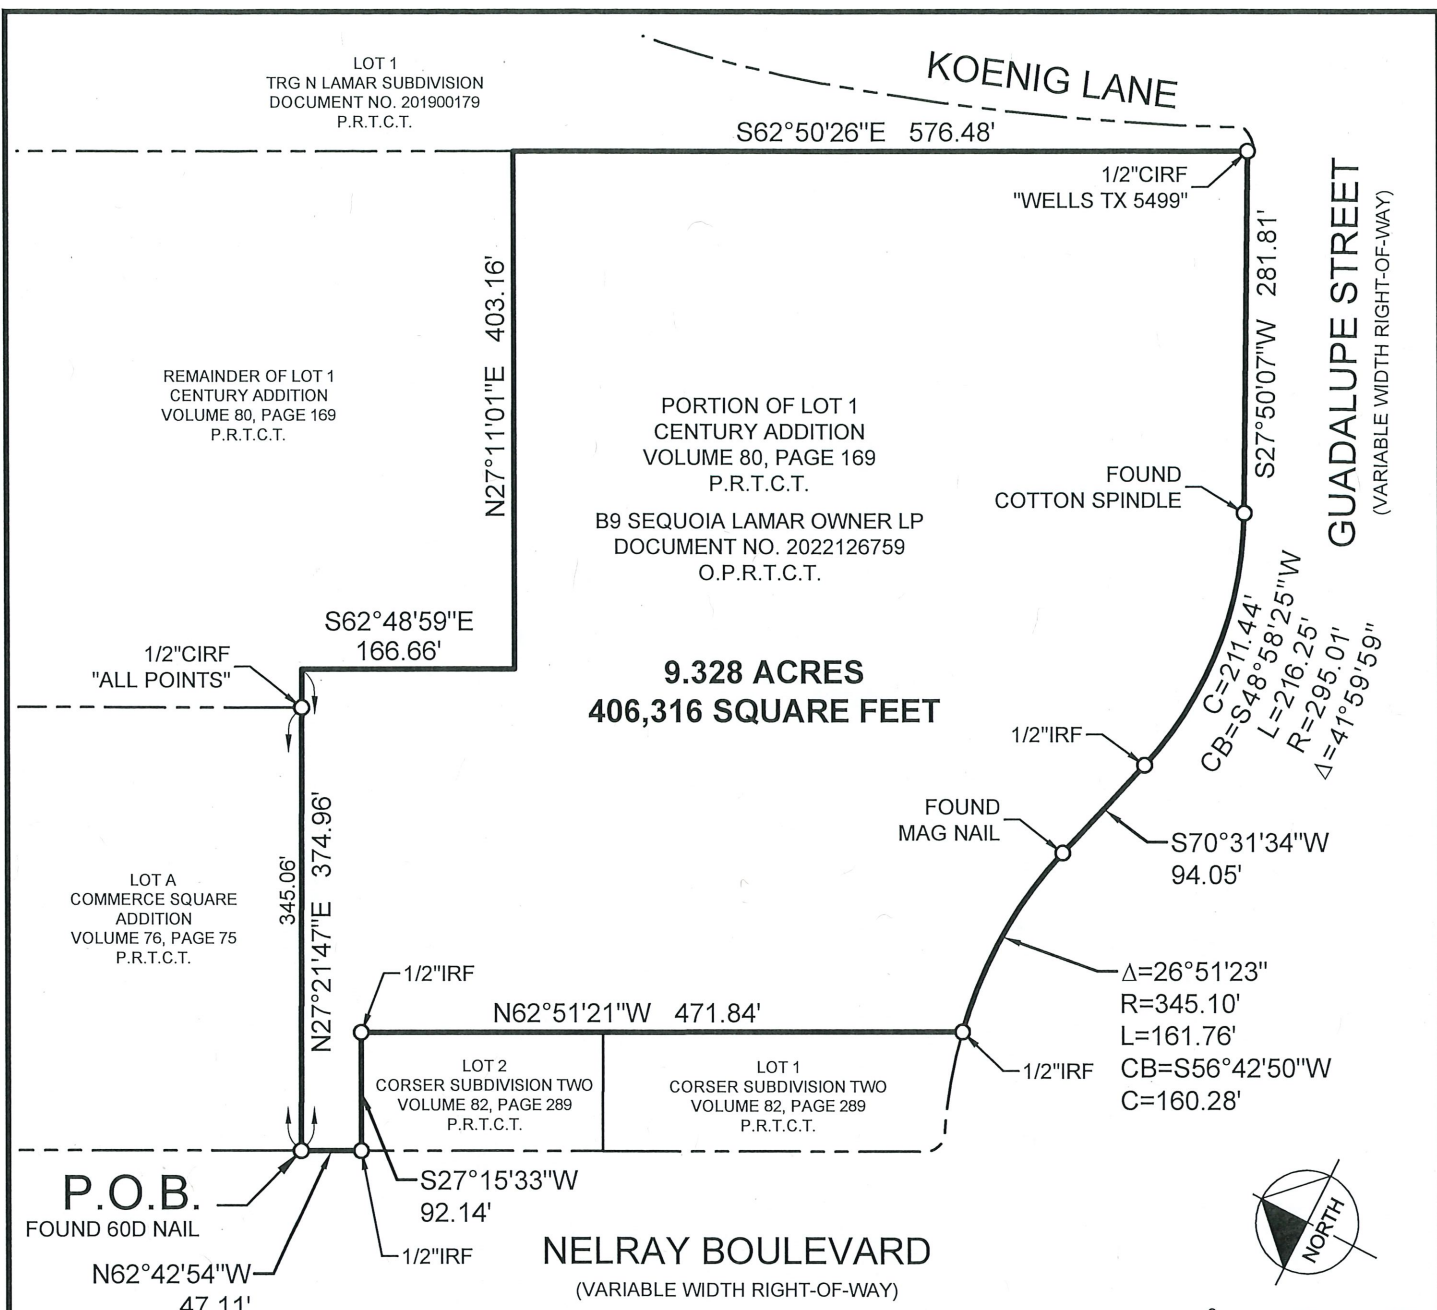 LOT 1
TRG N LAMAR SUBDIVISION
DOCUMENT NO. 201900179
P.R.T.C.T.
KOENIG LANE
S62°50'26"E 576.48'
1/2"CIRF
"WELLS TX 5499"
GUADALUPE STREET
(VARIABLE WIDTH RIGHT-OF-WAY)
S27°50'07"W 281.81'
N27°11'01"E 403.16'
REMAINDER OF LOT 1
CENTURY ADDITION
VOLUME 80, PAGE 169
P.R.T.C.T.
PORTION OF LOT 1
CENTURY ADDITION
VOLUME 80, PAGE 169
P.R.T.C.T.
B9 SEQUOIA LAMAR OWNER LP
DOCUMENT NO. 2022126759
O.P.R.T.C.T.
FOUND
COTTON SPINDLE
C=211.44'
CB=S48°58'25"W
L=216.25'
R=295.01'
Δ=41°59'59"
S62°48'59"E
166.66'
1/2"CIRF
"ALL POINTS"
9.328 ACRES
406,316 SQUARE FEET
1/2"IRF
FOUND
MAG NAIL
S70°31'34"W
94.05'
345.06'
N27°21'47"E 374.96'
LOT A
COMMERCE SQUARE
ADDITION
VOLUME 76, PAGE 75
P.R.T.C.T.
1/2"IRF
N62°51'21"W 471.84'
Δ=26°51'23"
R=345.10'
L=161.76'
CB=S56°42'50"W
C=160.28'
1/2"IRF
LOT 2
CORSER SUBDIVISION TWO
VOLUME 82, PAGE 289
P.R.T.C.T.
LOT 1
CORSER SUBDIVISION TWO
VOLUME 82, PAGE 289
P.R.T.C.T.
P.O.B.
FOUND 60D NAIL
S27°15'33"W
92.14'
1/2"IRF
N62°42'54"W
47.11'
NELRAY BOULEVARD
(VARIABLE WIDTH RIGHT-OF-WAY)
NORTH